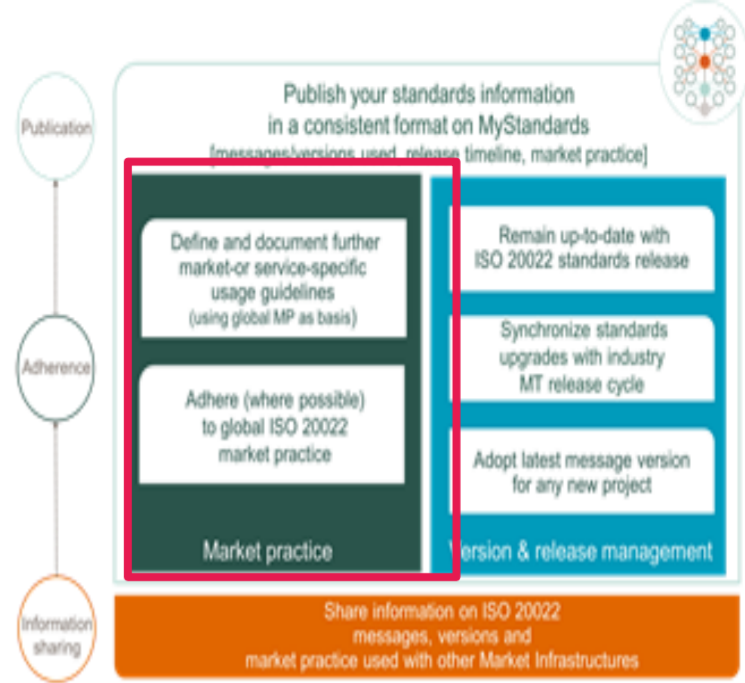 Publish your standards information
in a consistent format on MyStandards
[messages/versions used, release timeline, market practice]
Publication
Define and document further
market-or service-specific
usage guidelines
(using global MP as basis)
Adherence
Adhere (where possible)
to global ISO 20022
market practice
Market practice
Remain up-to-date with
ISO 20022 standards release
Synchronize standards
upgrades with industry
MT release cycle
Adopt latest message version
for any new project
Version & release management
Information
sharing
Share information on ISO 20022
messages, versions and
market practice used with other Market Infrastructures